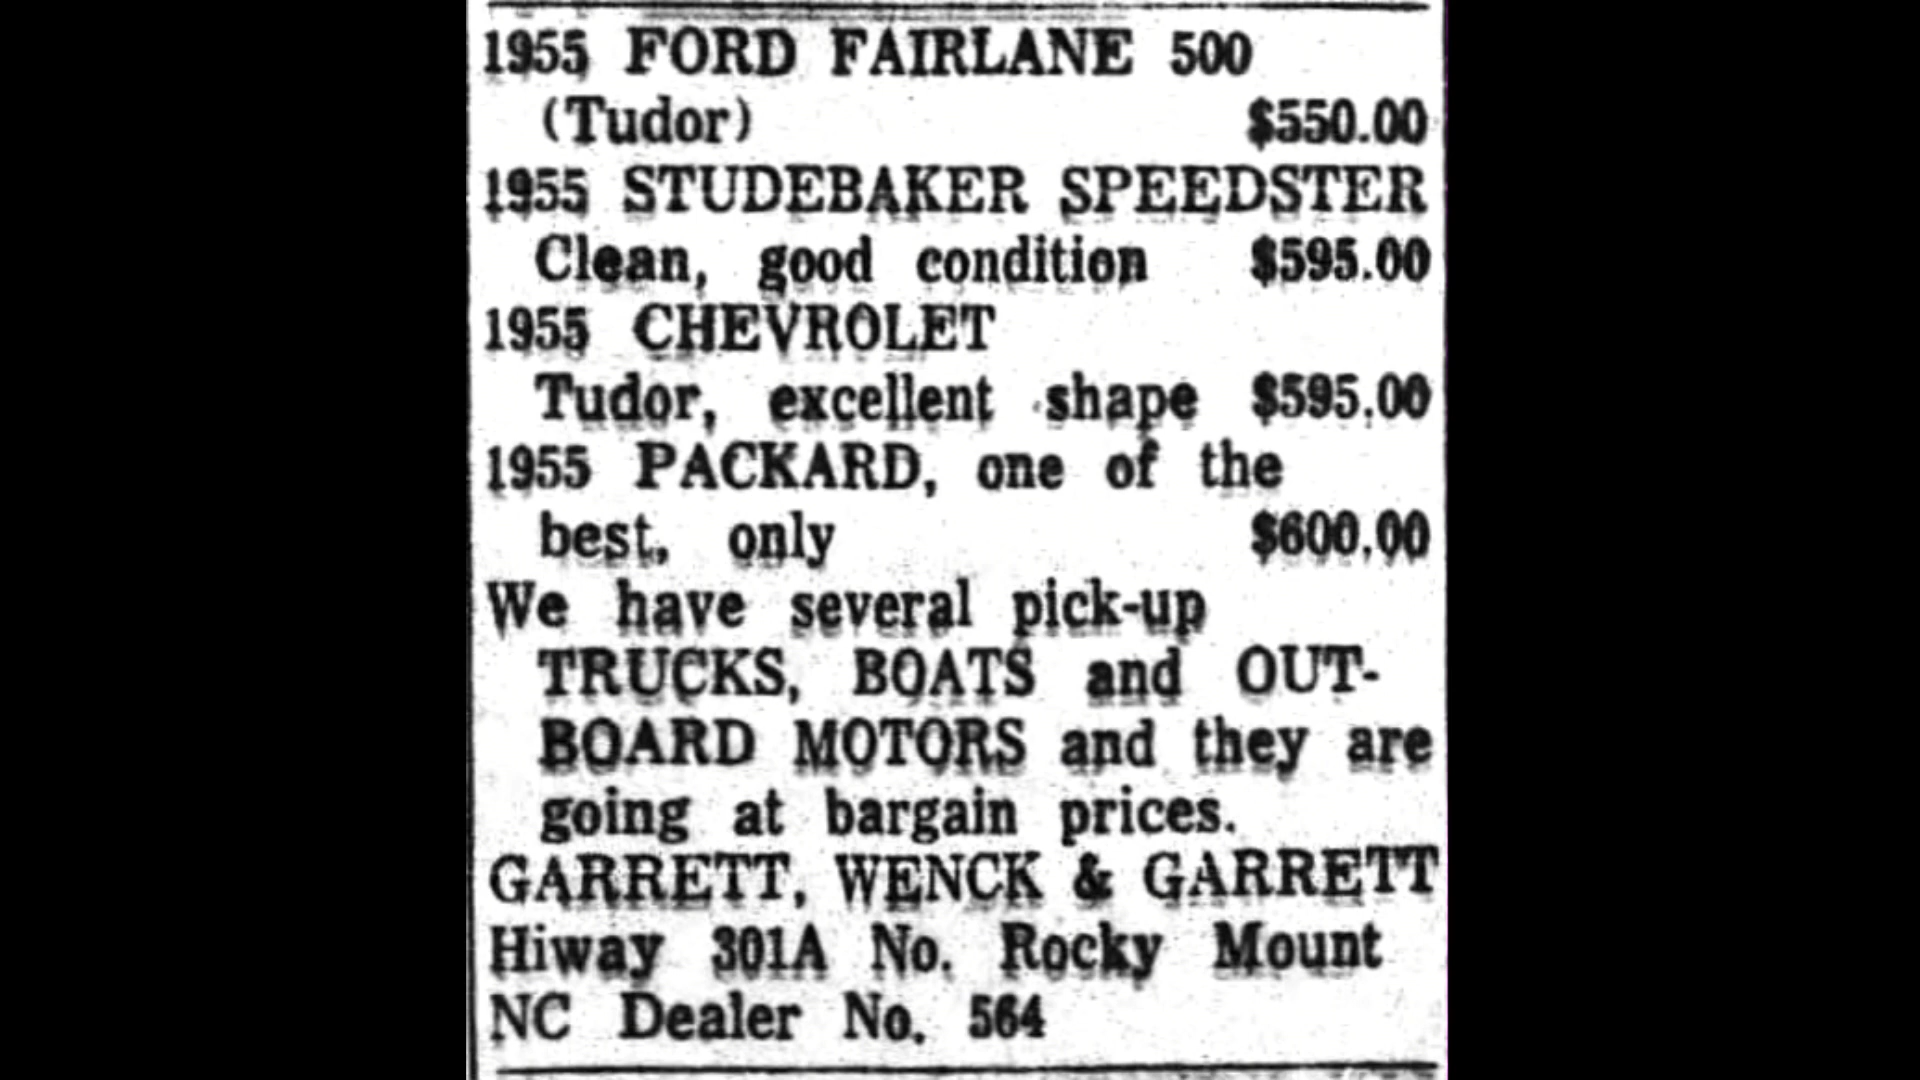 1955 FORD FAIRLANE 500
(Tudor) $550.00
1955 STUDEBAKER SPEEDSTER
Clean, good condition $595.00
1955 CHEVROLET
Tudor, excellent shape $595.00
1955 PACKARD, one of the
best, only $600.00
We have several pick-up
TRUCKS, BOATS and OUT-
BOARD MOTORS and they are
going at bargain prices.
GARRETT, WENCK & GARRETT
Hiway 301A No. Rocky Mount
NC Dealer No. 564